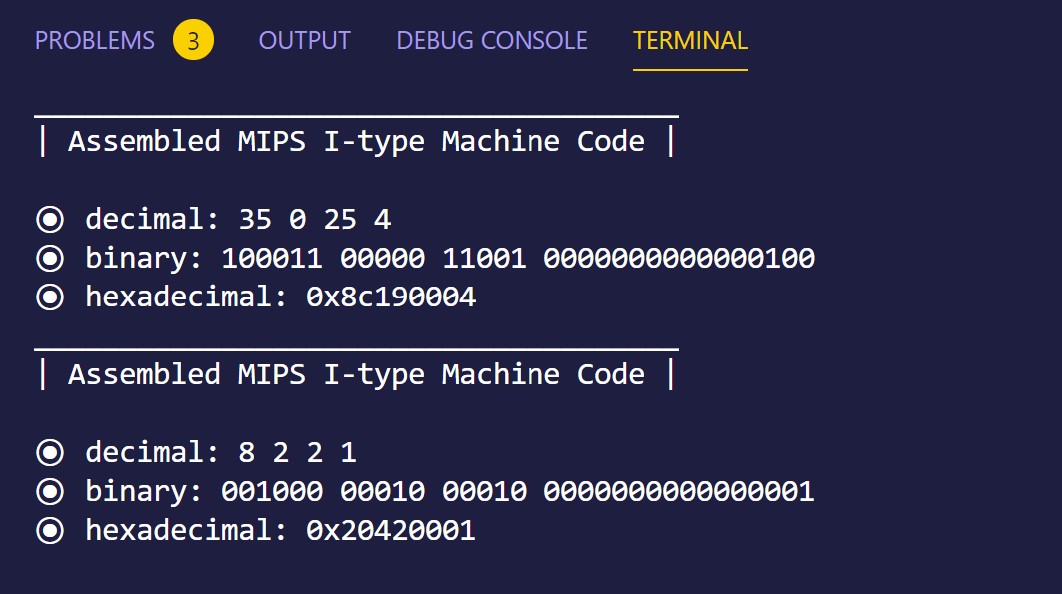 PROBLEMS 3 OUTPUT DEBUG CONSOLE TERMINAL
| Assembled MIPS I-type Machine Code |
◉ decimal: 35 0 25 4
◉ binary: 100011 00000 11001 0000000000000100
◉ hexadecimal: 0x8c190004
| Assembled MIPS I-type Machine Code |
◉ decimal: 8 2 2 1
◉ binary: 001000 00010 00010 0000000000000001
◉ hexadecimal: 0x20420001